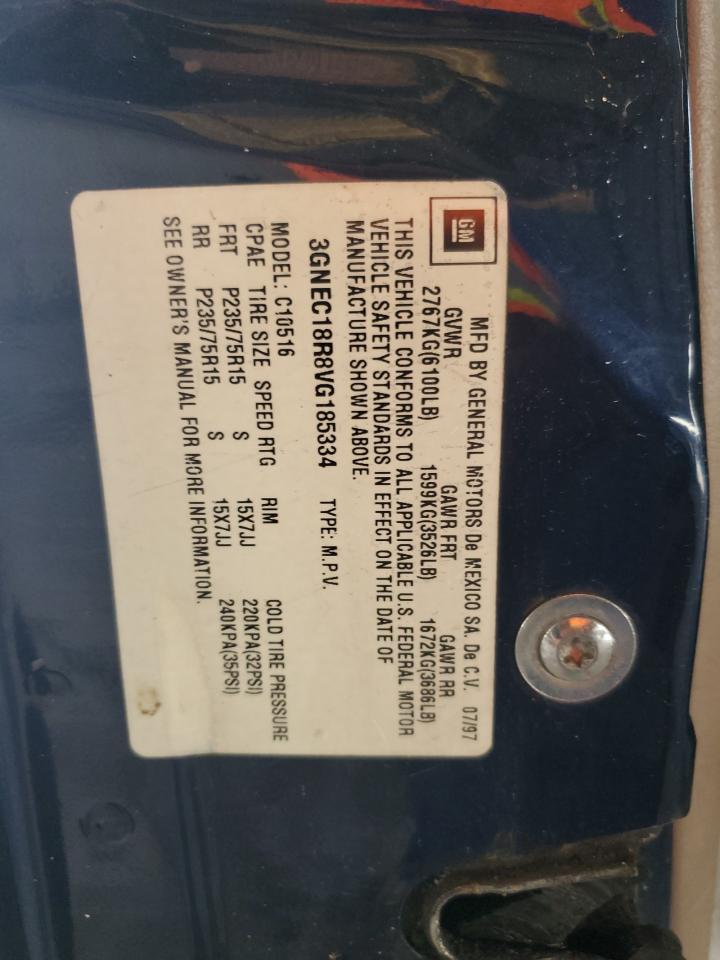 GM
MFD BY GENERAL MOTORS De MEXICO SA. De C.V. 07/97
GVWR GAWR FRT GAWR RR
2767KG(6100LB) 1599KG(3526LB) 1672KG(3686LB)
THIS VEHICLE CONFORMS TO ALL APPLICABLE U.S. FEDERAL MOTOR
VEHICLE SAFETY STANDARDS IN EFFECT ON THE DATE OF
MANUFACTURE SHOWN ABOVE.
3GNEC18R8VG185334 TYPE: M.P.V.
MODEL: C10516
CPAE TIRE SIZE SPEED RTG RIM COLD TIRE PRESSURE
FRT P235/75R15 S 15X7JJ 220KPA(32PSI)
RR P235/75R15 S 15X7JJ 240KPA(35PSI)
SEE OWNER'S MANUAL FOR MORE INFORMATION.